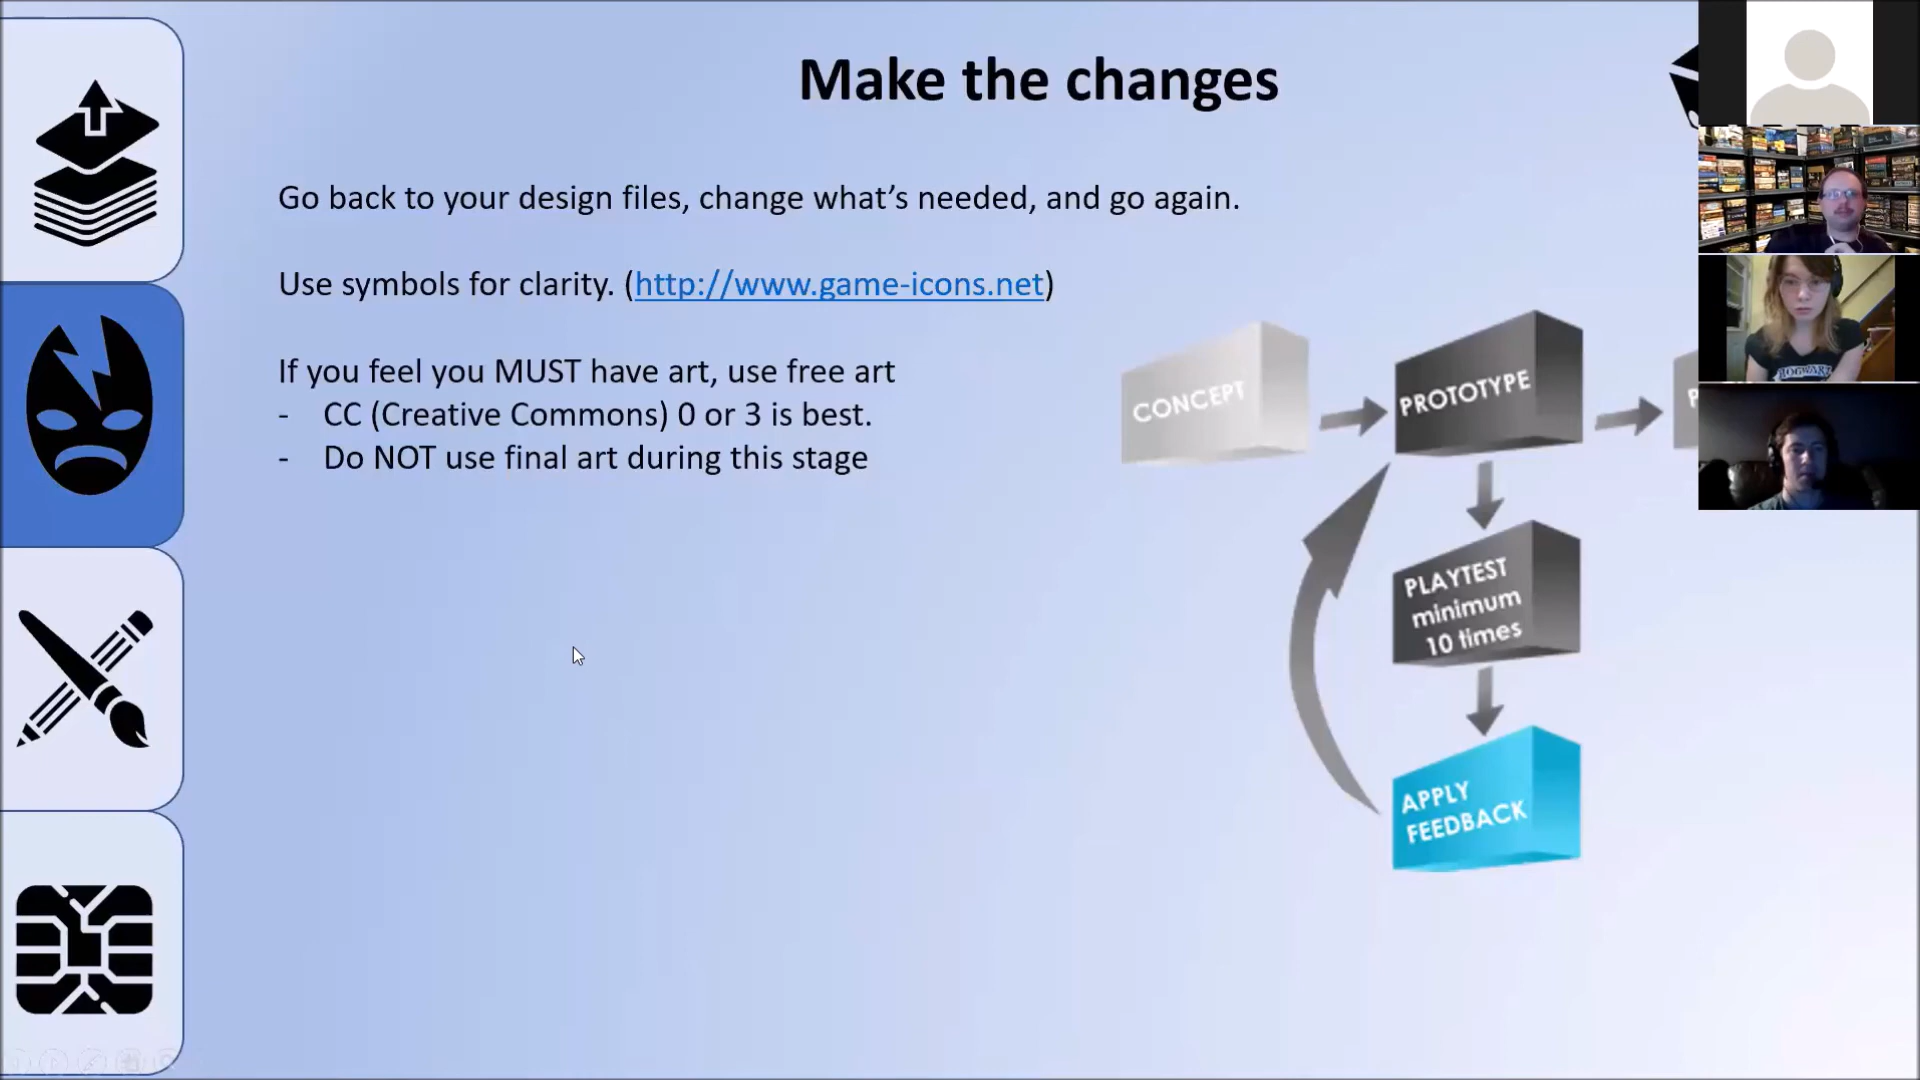 Make the changes
Go back to your design files, change what’s needed, and go again.
Use symbols for clarity. (http://www.game-icons.net)
If you feel you MUST have art, use free art
- CC (Creative Commons) 0 or 3 is best.
- Do NOT use final art during this stage
CONCEPT
PROTOTYPE
P
PLAYTEST
minimum
10 times
APPLY
FEEDBACK
HOGWAR